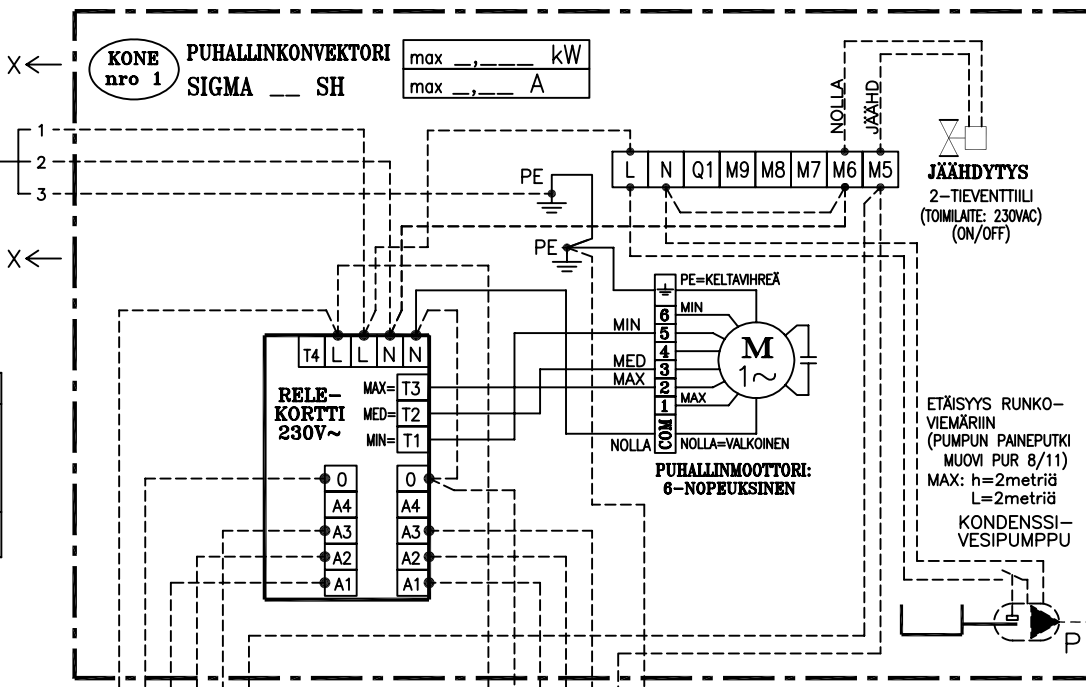 X
KONE
nro 1
PUHALLINKONVEKTORI
SIGMA __ SH
max _,___ kW
max _,__ A
1
2
3
X
NOLLA
JÄÄHD
L N Q1 M9 M8 M7 M6 M5
JÄÄHDYTYS
2-TIEVENTTIILI
(TOIMILAITE: 230VAC)
(ON/OFF)
PE
PE
PE=KELTAVIHREÄ
MIN
6
MIN
5
4
MED
3
MAX
2
1
MAX
NOLLA
COM
NOLLA=VALKOINEN
M
1~
PUHALLINMOOTTORI:
6-NOPEUKSINEN
T4 L L N N
RELE-
KORTTI
230V~
MAX= T3
MED= T2
MIN= T1
0 0
A4 A4
A3 A3
A2 A2
A1 A1
ETÄISYYS RUNKO-
VIEMÄRIIN
(PUMPUN PAINEPUTKI
MUOVI PUR 8/11)
MAX: h=2metriä
L=2metriä
KONDENSSI-
VESIPUMPPU
P